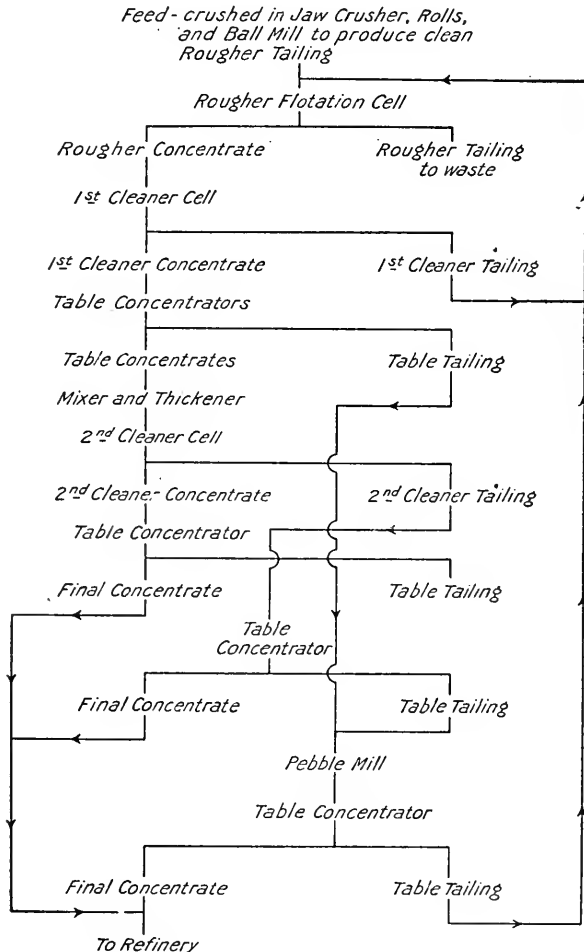 Feed - crushed in Jaw Crusher, Rolls,
and Ball Mill to produce clean
Rougher Tailing
Rougher Flotation Cell
Rougher Concentrate
Rougher Tailing
to waste
1st Cleaner Cell
1st Cleaner Concentrate
1st Cleaner Tailing
Table Concentrators
Table Concentrates
Table Tailing
Mixer and Thickener
2nd Cleaner Cell
2nd Cleane- Concentrate
2nd Cleaner Tailing
Table Concentrator
Final Concentrate
Table Tailing
Table
Concentrator
Final Concentrate
Table Tailing
Pebble Mill
Table Concentrator
Final Concentrate
Table Tailing
To Refinery